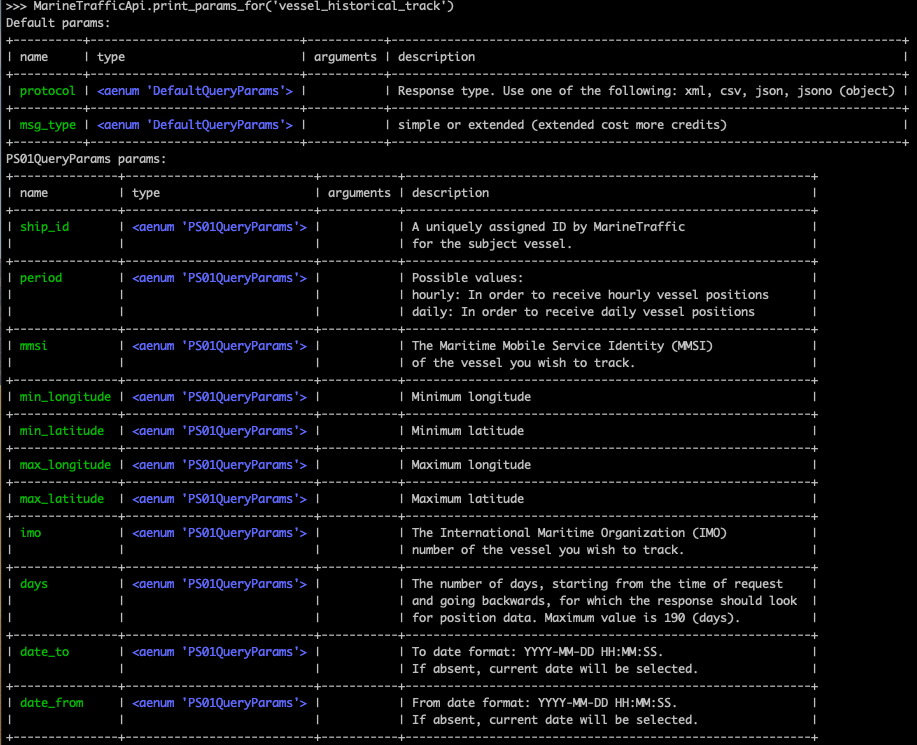 >>> MarineTrafficApi.print_params_for('vessel_historical_track')
Default params:
| name | type | arguments | description |
| protocol | <aenum 'DefaultQueryParams'> | | Response type. Use one of the following: xml, csv, json, jsono (object) |
| msg_type | <aenum 'DefaultQueryParams'> | | simple or extended (extended cost more credits) |
PS01QueryParams params:
| name | type | arguments | description |
| ship_id | <aenum 'PS01QueryParams'> | | A uniquely assigned ID by MarineTraffic |
| | | | for the subject vessel. |
| period | <aenum 'PS01QueryParams'> | | Possible values: |
| | | | hourly: In order to receive hourly vessel positions |
| | | | daily: In order to receive daily vessel positions |
| mmsi | <aenum 'PS01QueryParams'> | | The Maritime Mobile Service Identity (MMSI) |
| | | | of the vessel you wish to track. |
| min_longitude | <aenum 'PS01QueryParams'> | | Minimum longitude |
| min_latitude | <aenum 'PS01QueryParams'> | | Minimum latitude |
| max_longitude | <aenum 'PS01QueryParams'> | | Maximum longitude |
| max_latitude | <aenum 'PS01QueryParams'> | | Maximum latitude |
| imo | <aenum 'PS01QueryParams'> | | The International Maritime Organization (IMO) |
| | | | number of the vessel you wish to track. |
| days | <aenum 'PS01QueryParams'> | | The number of days, starting from the time of request |
| | | | and going backwards, for which the response should look |
| | | | for position data. Maximum value is 190 (days). |
| date_to | <aenum 'PS01QueryParams'> | | To date format: YYYY-MM-DD HH:MM:SS. |
| | | | If absent, current date will be selected. |
| date_from | <aenum 'PS01QueryParams'> | | From date format: YYYY-MM-DD HH:MM:SS. |
| | | | If absent, current date will be selected. |